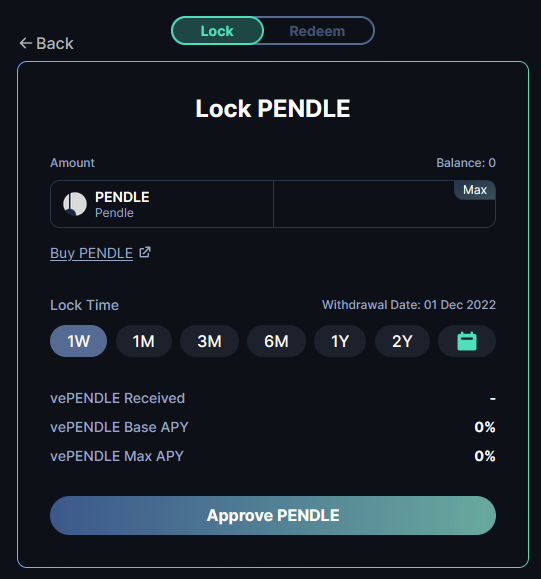 Lock Redeem
← Back
Lock PENDLE
Amount Balance: 0
PENDLE
Pendle
Max
Buy PENDLE
Lock Time Withdrawal Date: 01 Dec 2022
1W 1M 3M 6M 1Y 2Y
vePENDLE Received -
vePENDLE Base APY 0%
vePENDLE Max APY 0%
Approve PENDLE